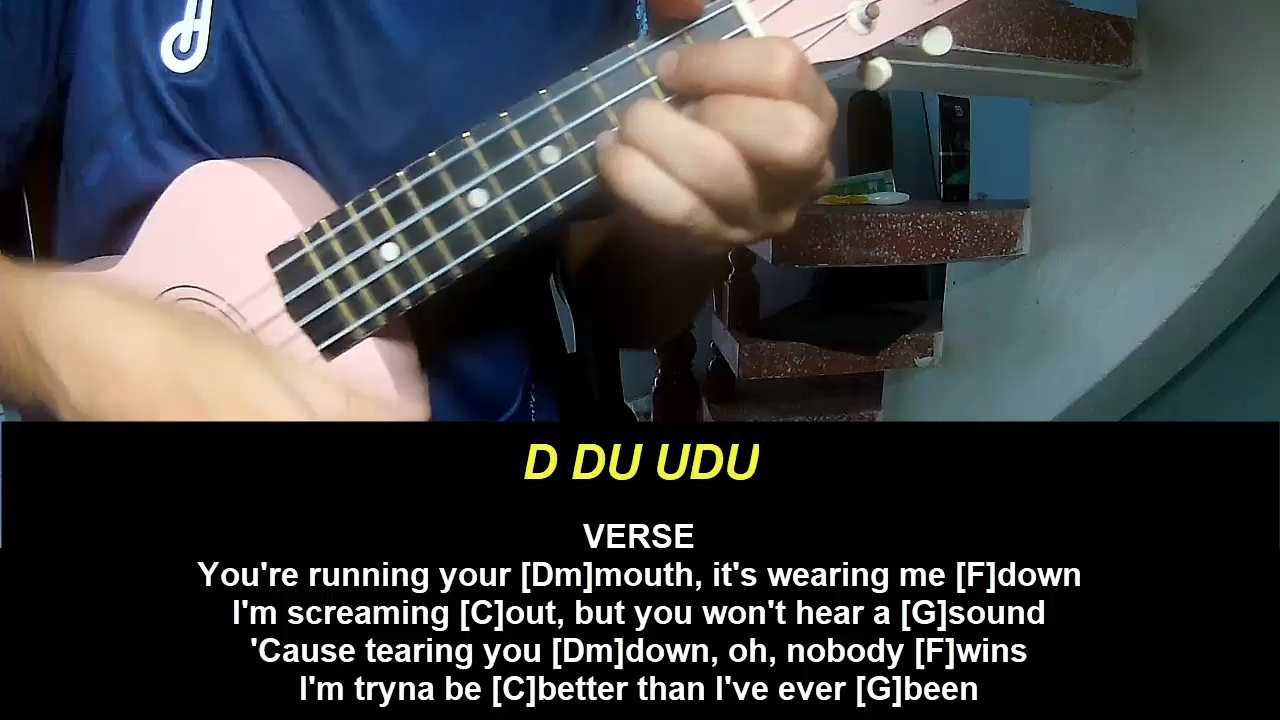 D DU UDU
VERSE
You're running your [Dm]mouth, it's wearing me [F]down
I'm screaming [C]out, but you won't hear a [G]sound
'Cause tearing you [Dm]down, oh, nobody [F]wins
I'm tryna be [C]better than I've ever [G]been